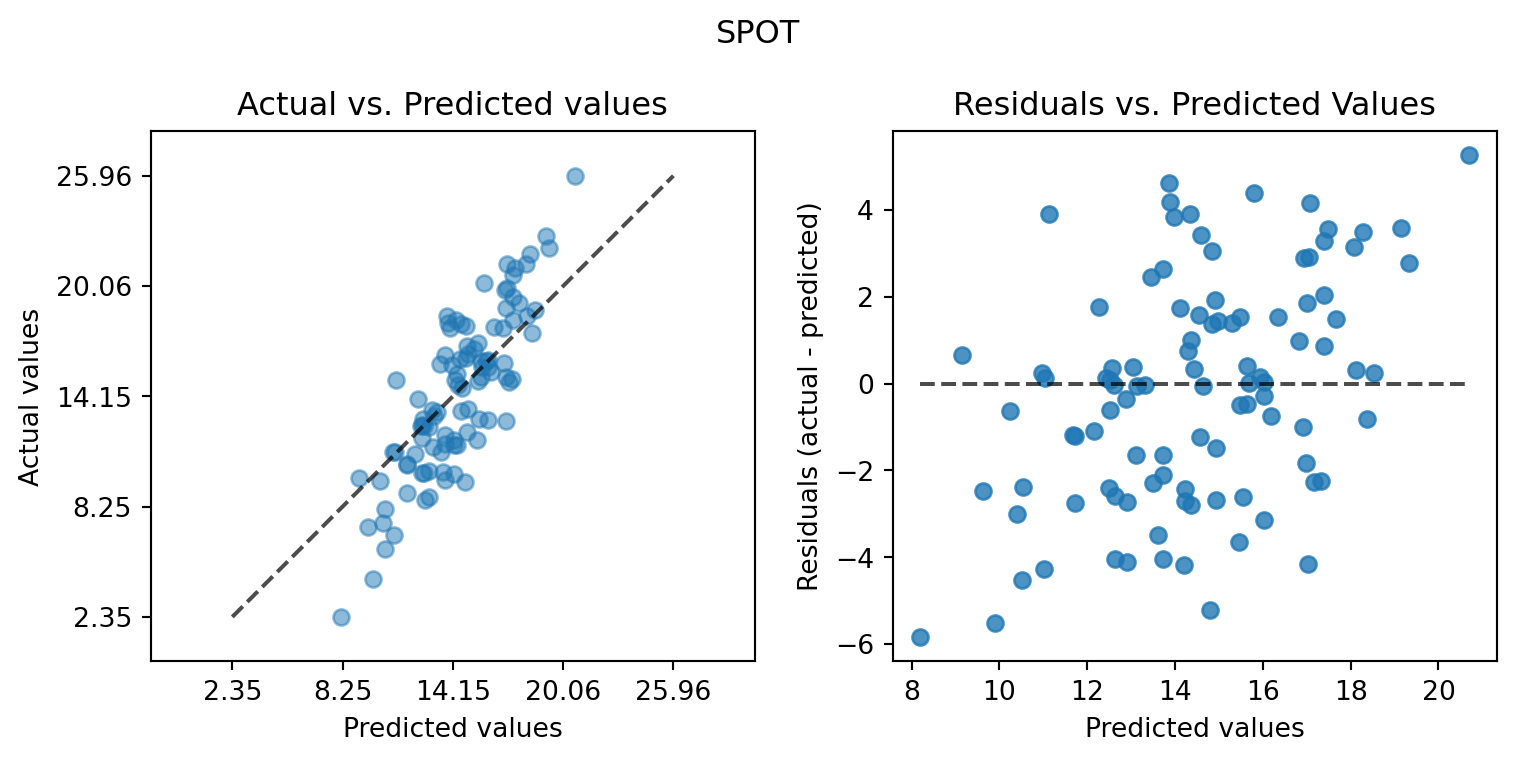 SPOT
Actual vs. Predicted values
25.96
20.06
14.15
8.25
2.35
Actual values
2.35 8.25 14.15 20.06 25.96
Predicted values
Residuals vs. Predicted Values
4
2
0
−2
−4
−6
Residuals (actual - predicted)
8 10 12 14 16 18 20
Predicted values